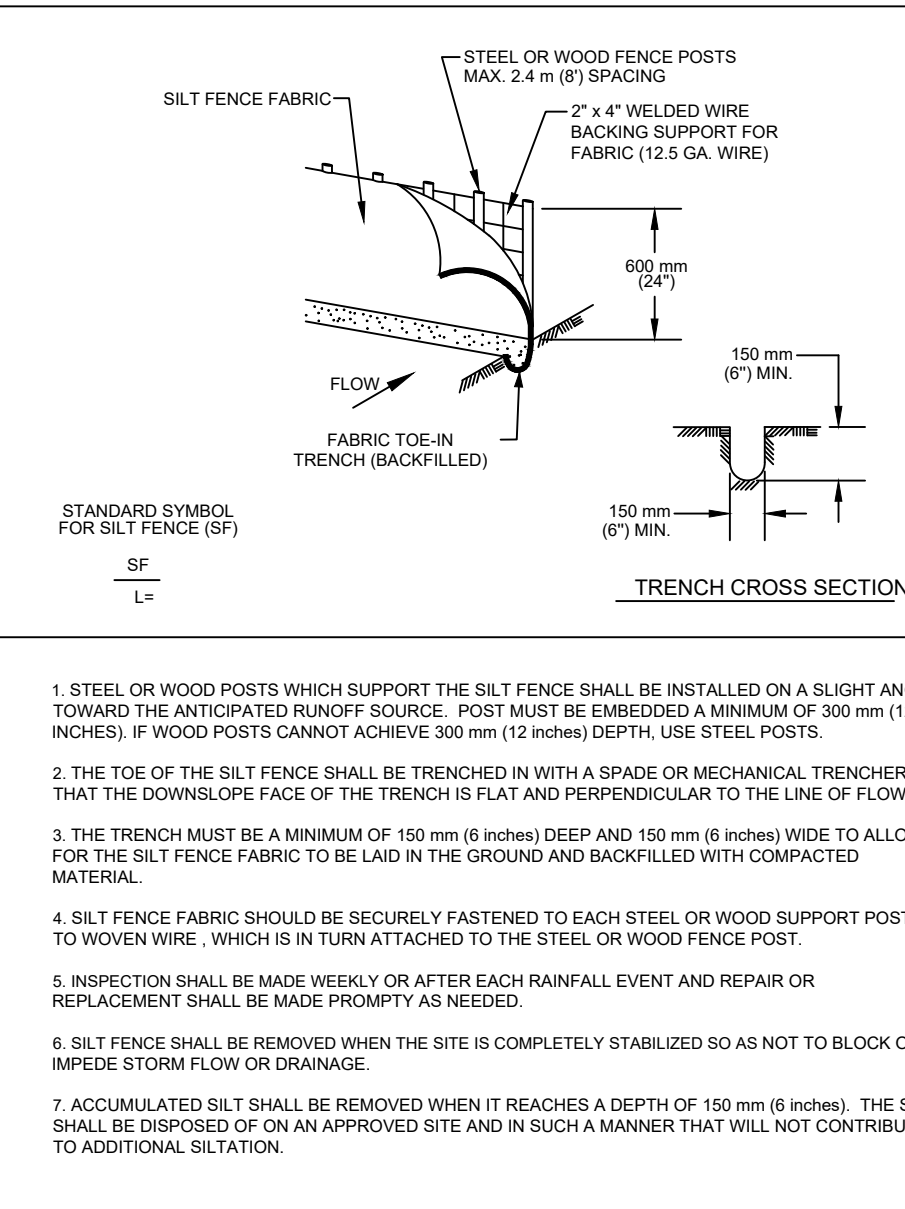 STEEL OR WOOD FENCE POSTS
MAX. 2.4 m (8') SPACING
SILT FENCE FABRIC
2" x 4" WELDED WIRE
BACKING SUPPORT FOR
FABRIC (12.5 GA. WIRE)
600 mm
(24")
150 mm
(6") MIN.
FLOW
FABRIC TOE-IN
TRENCH (BACKFILLED)
STANDARD SYMBOL
FOR SILT FENCE (SF)
SF
L=
150 mm
(6") MIN.
TRENCH CROSS SECTION
1. STEEL OR WOOD POSTS WHICH SUPPORT THE SILT FENCE SHALL BE INSTALLED ON A SLIGHT
TOWARD THE ANTICIPATED RUNOFF SOURCE. POST MUST BE EMBEDDED A MINIMUM OF 300 mm
INCHES). IF WOOD POSTS CANNOT ACHIEVE 300 mm (12 inches) DEPTH, USE STEEL POSTS.
2. THE TOE OF THE SILT FENCE SHALL BE TRENCHED IN WITH A SPADE OR MECHANICAL TRENCHER
THAT THE DOWNSLOPE FACE OF THE TRENCH IS FLAT AND PERPENDICULAR TO THE LINE OF FLOW
3. THE TRENCH MUST BE A MINIMUM OF 150 mm (6 inches) DEEP AND 150 mm (6 inches) WIDE TO
FOR THE SILT FENCE FABRIC TO BE LAID IN THE GROUND AND BACKFILLED WITH COMPACTED
MATERIAL.
4. SILT FENCE FABRIC SHOULD BE SECURELY FASTENED TO EACH STEEL OR WOOD SUPPORT POST
TO WOVEN WIRE , WHICH IS IN TURN ATTACHED TO THE STEEL OR WOOD FENCE POST.
5. INSPECTION SHALL BE MADE WEEKLY OR AFTER EACH RAINFALL EVENT AND REPAIR OR
REPLACEMENT SHALL BE MADE PROMPTY AS NEEDED.
6. SILT FENCE SHALL BE REMOVED WHEN THE SITE IS COMPLETELY STABILIZED SO AS NOT TO BLOCK
IMPEDE STORM FLOW OR DRAINAGE.
7. ACCUMULATED SILT SHALL BE REMOVED WHEN IT REACHES A DEPTH OF 150 mm (6 inches). THE
SHALL BE DISPOSED OF ON AN APPROVED SITE AND IN SUCH A MANNER THAT WILL NOT
TO ADDITIONAL SILTATION.